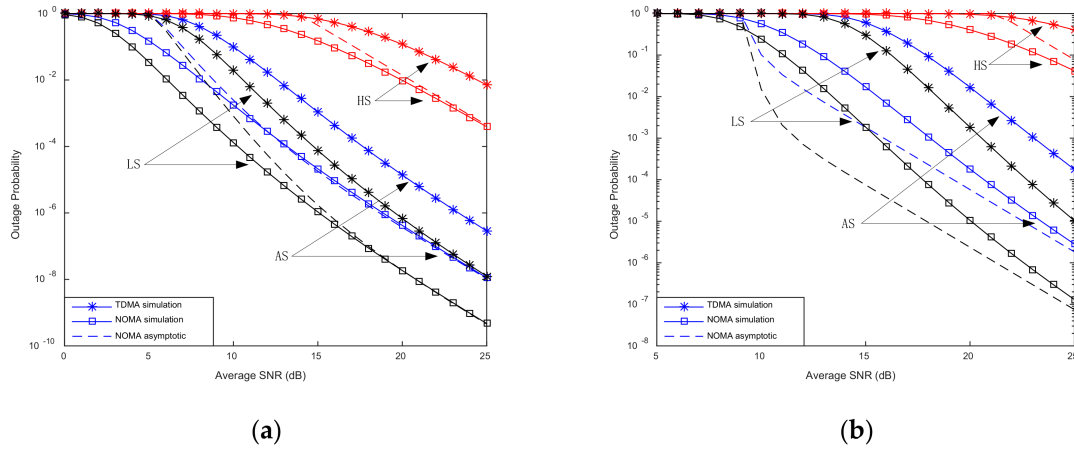 10^0
10^-2
10^-4
10^-6
10^-8
10^-10
Outage Probability
0 5 10 15 20 25
Average SNR (dB)
HS
LS
AS
TDMA simulation
NOMA simulation
NOMA asymptotic
(a)
10^0
10^-1
10^-2
10^-3
10^-4
10^-5
10^-6
10^-7
10^-8
Outage Probability
5 10 15 20 25
Average SNR (dB)
HS
LS
AS
TDMA simulation
NOMA simulation
NOMA asymptotic
(b)